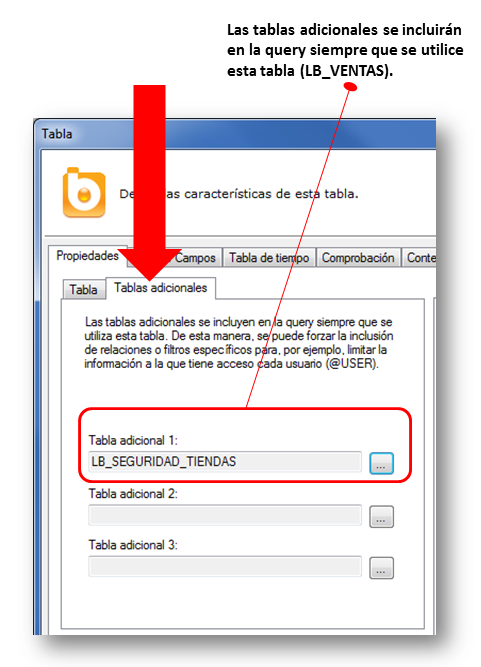 Las tablas adicionales se incluirán
en la query siempre que se utilice
esta tabla (LB_VENTAS).
Tabla
as características de esta tabla.
Propiedades Campos Tabla de tiempo Comprobación Conte
Tabla Tablas adicionales
Las tablas adicionales se incluyen en la query siempre que se
utiliza esta tabla. De esta manera, se puede forzar la inclusión
de relaciones o filtros específicos para, por ejemplo, limitar la
información a la que tiene acceso cada usuario (@USER).
Tabla adicional 1:
LB_SEGURIDAD_TIENDAS ...
Tabla adicional 2:
...
Tabla adicional 3:
...